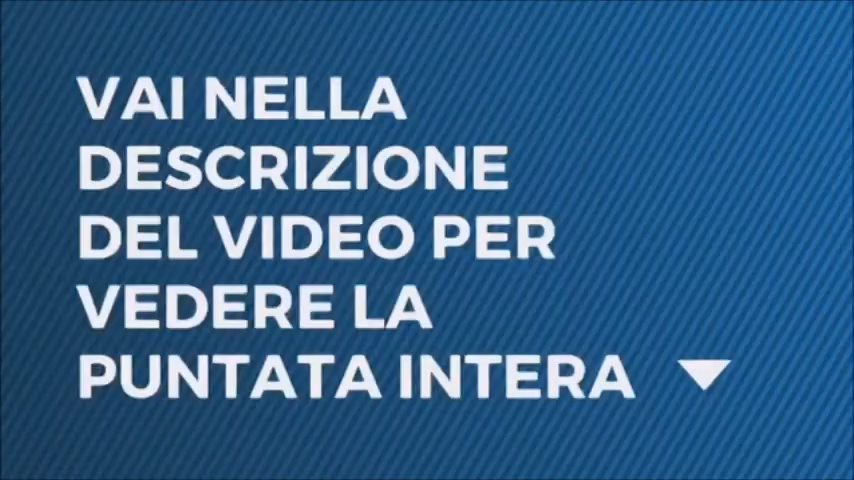 VAI NELLA
DESCRIZIONE
DEL VIDEO PER
VEDERE LA
PUNTATA INTERA